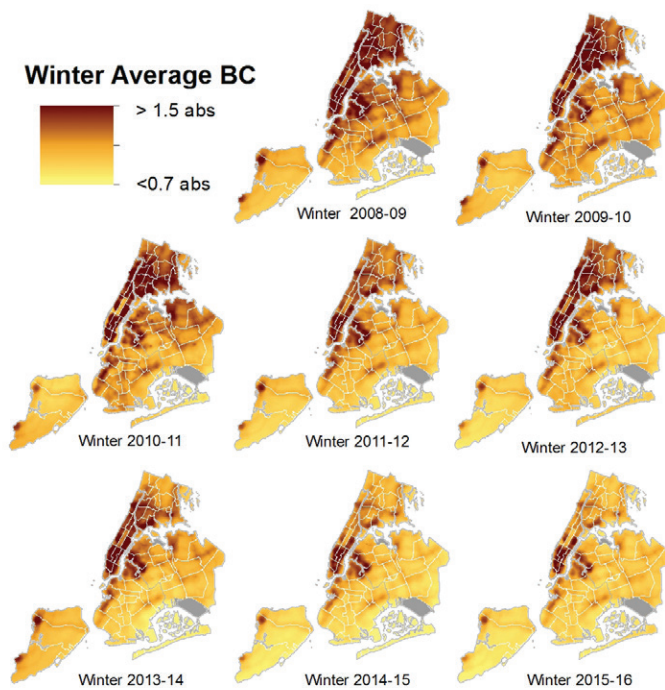 Winter Average BC
> 1.5 abs
<0.7 abs
Winter 2008-09
Winter 2009-10
Winter 2010-11
Winter 2011-12
Winter 2012-13
Winter 2013-14
Winter 2014-15
Winter 2015-16